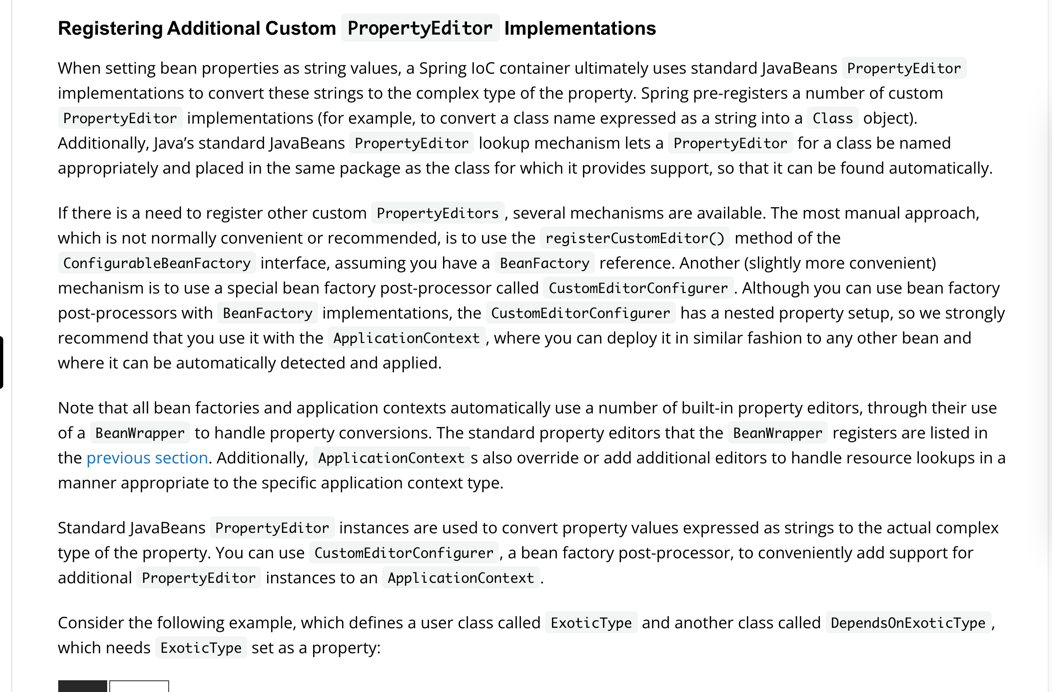 Registering Additional Custom PropertyEditor Implementations
When setting bean properties as string values, a Spring IoC container ultimately uses standard JavaBeans PropertyEditor
implementations to convert these strings to the complex type of the property. Spring pre-registers a number of custom
PropertyEditor implementations (for example, to convert a class name expressed as a string into a Class object).
Additionally, Java’s standard JavaBeans PropertyEditor lookup mechanism lets a PropertyEditor for a class be named
appropriately and placed in the same package as the class for which it provides support, so that it can be found automatically.
If there is a need to register other custom PropertyEditors , several mechanisms are available. The most manual approach,
which is not normally convenient or recommended, is to use the registerCustomEditor() method of the
ConfigurableBeanFactory interface, assuming you have a BeanFactory reference. Another (slightly more convenient)
mechanism is to use a special bean factory post-processor called CustomEditorConfigurer . Although you can use bean factory
post-processors with BeanFactory implementations, the CustomEditorConfigurer has a nested property setup, so we strongly
recommend that you use it with the ApplicationContext , where you can deploy it in similar fashion to any other bean and
where it can be automatically detected and applied.
Note that all bean factories and application contexts automatically use a number of built-in property editors, through their use
of a BeanWrapper to handle property conversions. The standard property editors that the BeanWrapper registers are listed in
the previous section. Additionally, ApplicationContext s also override or add additional editors to handle resource lookups in a
manner appropriate to the specific application context type.
Standard JavaBeans PropertyEditor instances are used to convert property values expressed as strings to the actual complex
type of the property. You can use CustomEditorConfigurer , a bean factory post-processor, to conveniently add support for
additional PropertyEditor instances to an ApplicationContext .
Consider the following example, which defines a user class called ExoticType and another class called DependsOnExoticType ,
which needs ExoticType set as a property: